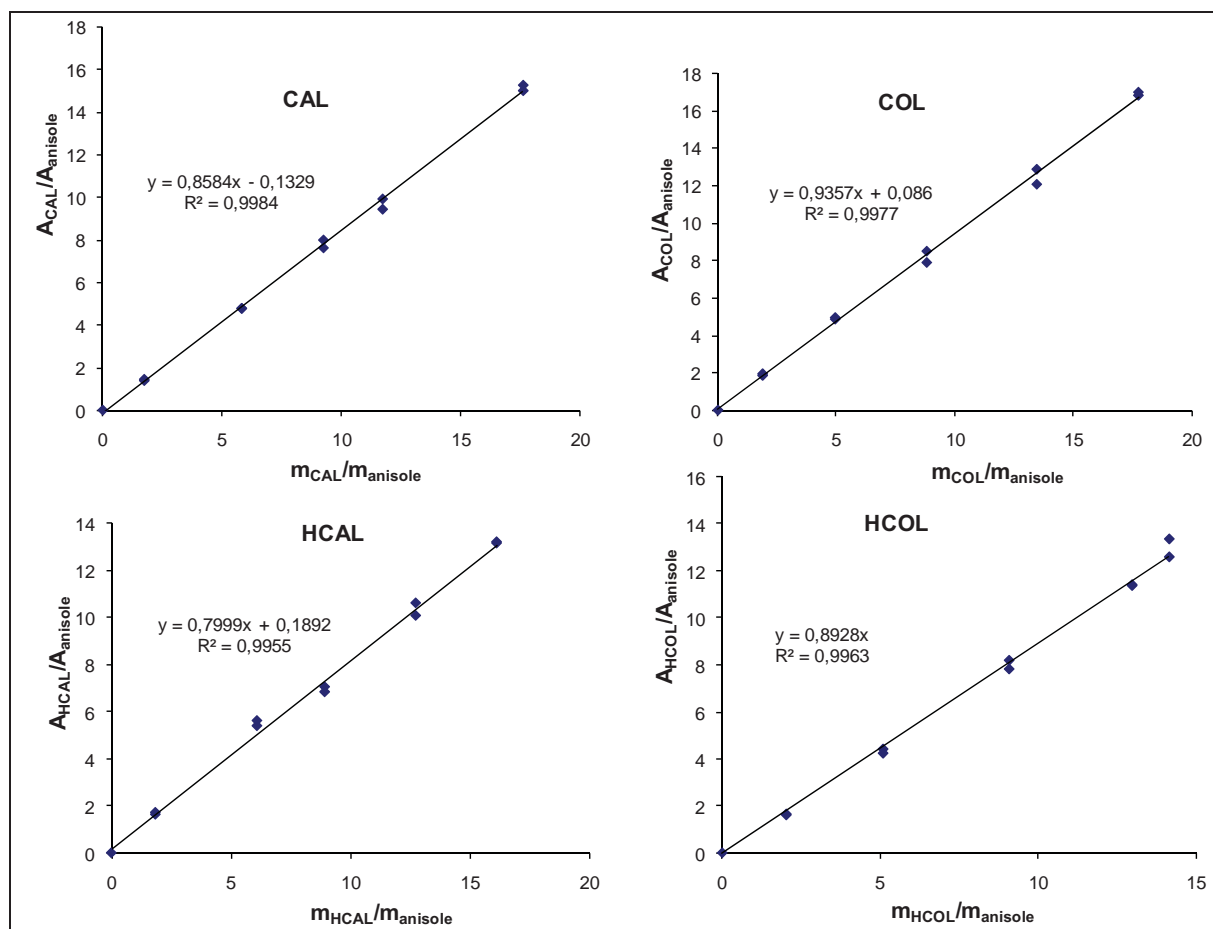 CAL
y = 0,8584x - 0,1329
R² = 0,9984
A_CAL/A_anisole
16
14
12
10
8
6
4
2
0
0 5 10 15 20
m_CAL/m_anisole
COL
y = 0,9357x + 0,086
R² = 0,9977
A_COL/A_anisole
18
16
14
12
10
8
6
4
2
0
0 5 10 15 20
m_COL/m_anisole
HCAL
y = 0,7999x + 0,1892
R² = 0,9955
A_HCAL/A_anisole
14
12
10
8
6
4
2
0
0 5 10 15 20
m_HCAL/m_anisole
HCOL
y = 0,8928x
R² = 0,9963
A_HCOL/A_anisole
16
14
12
10
8
6
4
2
0
0 5 10 15
m_HCOL/m_anisole